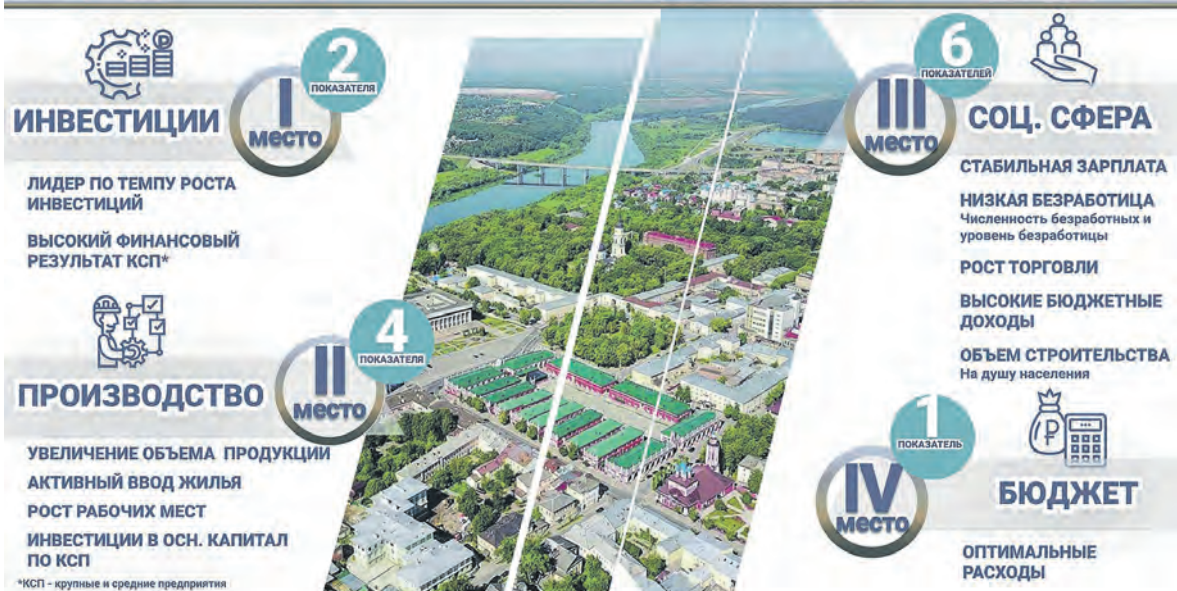 2
ПОКАЗАТЕЛЯ
I
место
ИНВЕСТИЦИИ
ЛИДЕР ПО ТЕМПУ РОСТА
ИНВЕСТИЦИЙ
ВЫСОКИЙ ФИНАНСОВЫЙ
РЕЗУЛЬТАТ КСП*
4
ПОКАЗАТЕЛЯ
II
место
ПРОИЗВОДСТВО
УВЕЛИЧЕНИЕ ОБЪЕМА ПРОДУКЦИИ
АКТИВНЫЙ ВВОД ЖИЛЬЯ
РОСТ РАБОЧИХ МЕСТ
ИНВЕСТИЦИИ В ОСН. КАПИТАЛ
ПО КСП
*КСП - крупные и средние предприятия
6
ПОКАЗАТЕЛЕЙ
III
место
СОЦ. СФЕРА
СТАБИЛЬНАЯ ЗАРПЛАТА
НИЗКАЯ БЕЗРАБОТИЦА
Численность безработных и
уровень безработицы
РОСТ ТОРГОВЛИ
ВЫСОКИЕ БЮДЖЕТНЫЕ
ДОХОДЫ
ОБЪЕМ СТРОИТЕЛЬСТВА
На душу населения
1
ПОКАЗАТЕЛЬ
IV
место
₽
БЮДЖЕТ
ОПТИМАЛЬНЫЕ
РАСХОДЫ